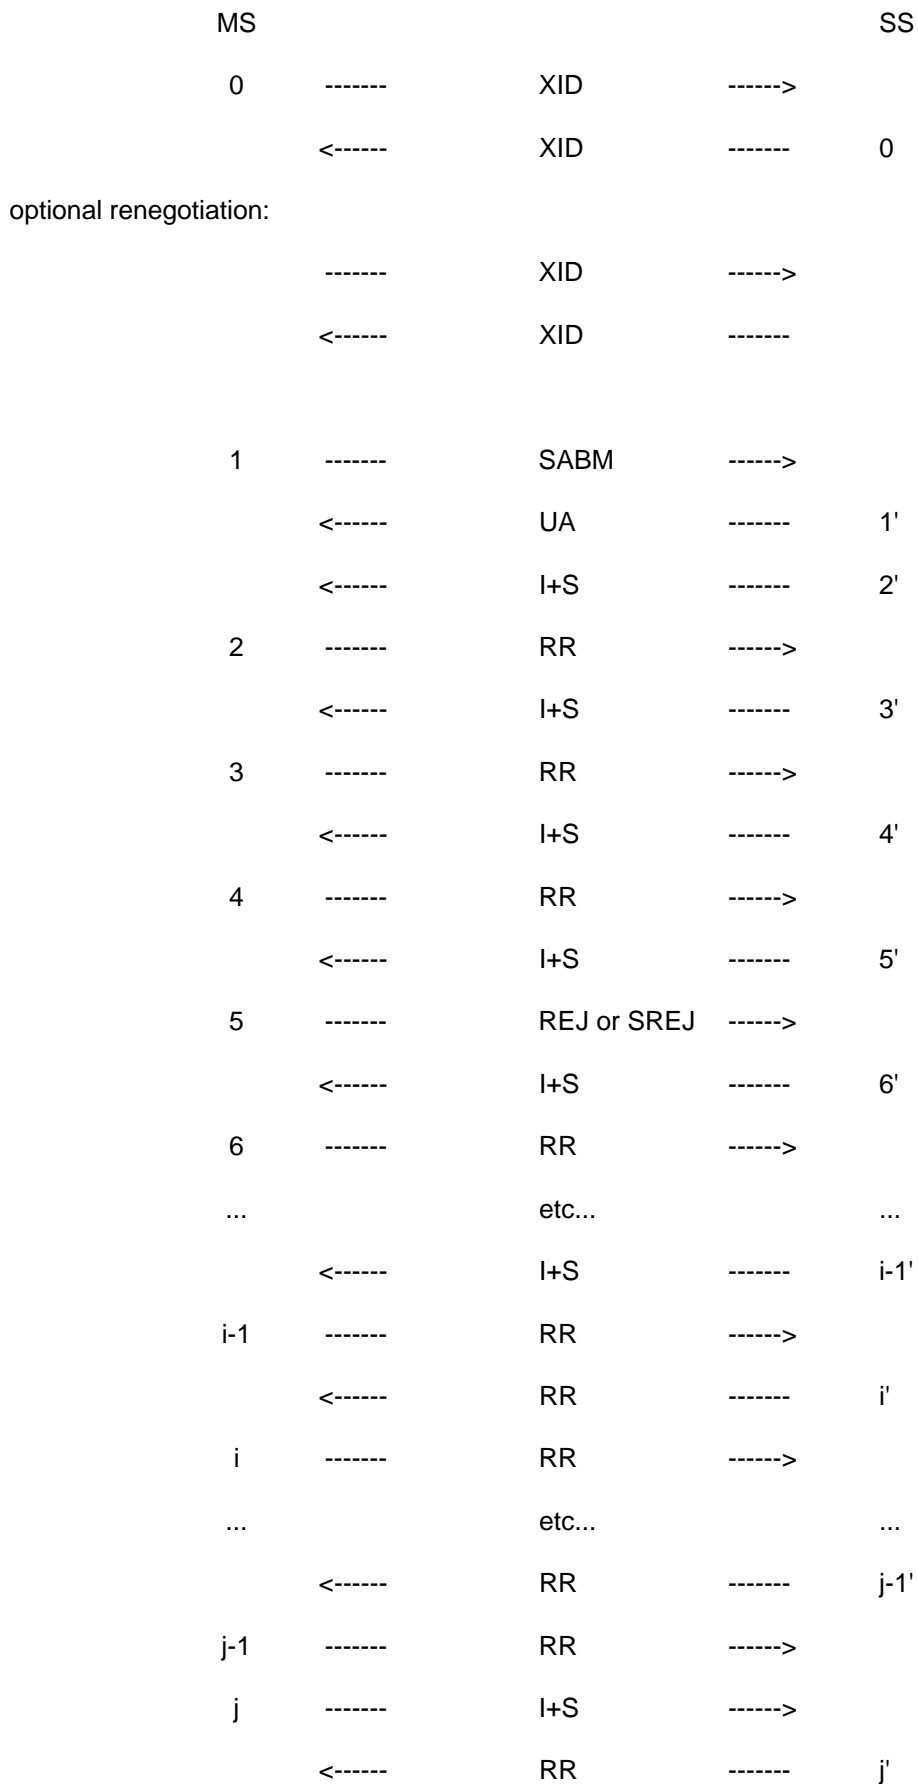 MS SS
0 ------- XID ------>
<------ XID ------- 0
optional renegotiation:
------- XID ------>
<------ XID -------
1 ------- SABM ------>
<------ UA ------- 1'
<------ I+S ------- 2'
2 ------- RR ------>
<------ I+S ------- 3'
3 ------- RR ------>
<------ I+S ------- 4'
4 ------- RR ------>
<------ I+S ------- 5'
5 ------- REJ or SREJ ------>
<------ I+S ------- 6'
6 ------- RR ------>
... etc... ...
<------ I+S ------- i-1'
i-1 ------- RR ------>
<------ RR ------- i'
i ------- RR ------>
... etc... ...
<------ RR ------- j-1'
j-1 ------- RR ------>
j ------- I+S ------>
<------ RR ------- j'